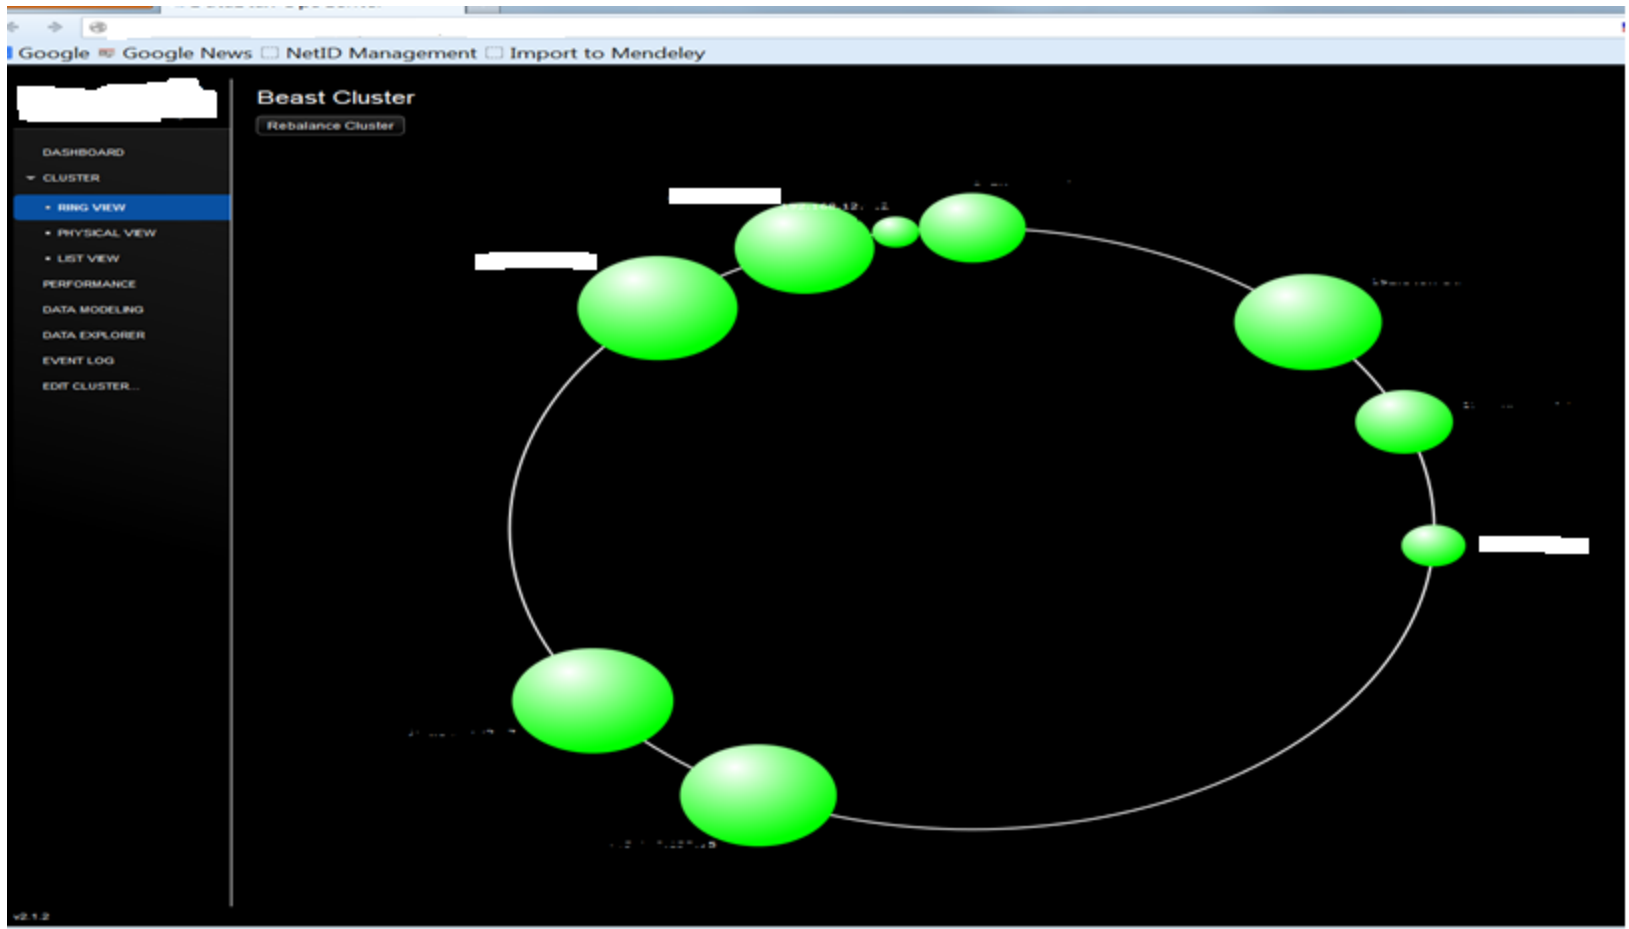 Google Google News NetID Management Import to Mendeley
Beast Cluster
Rebalance Cluster
DASHBOARD
CLUSTER
RING VIEW
PHYSICAL VIEW
LIST VIEW
PERFORMANCE
DATA MODELING
DATA EXPLORER
EVENT LOG
EDIT CLUSTER...
v2.1.2